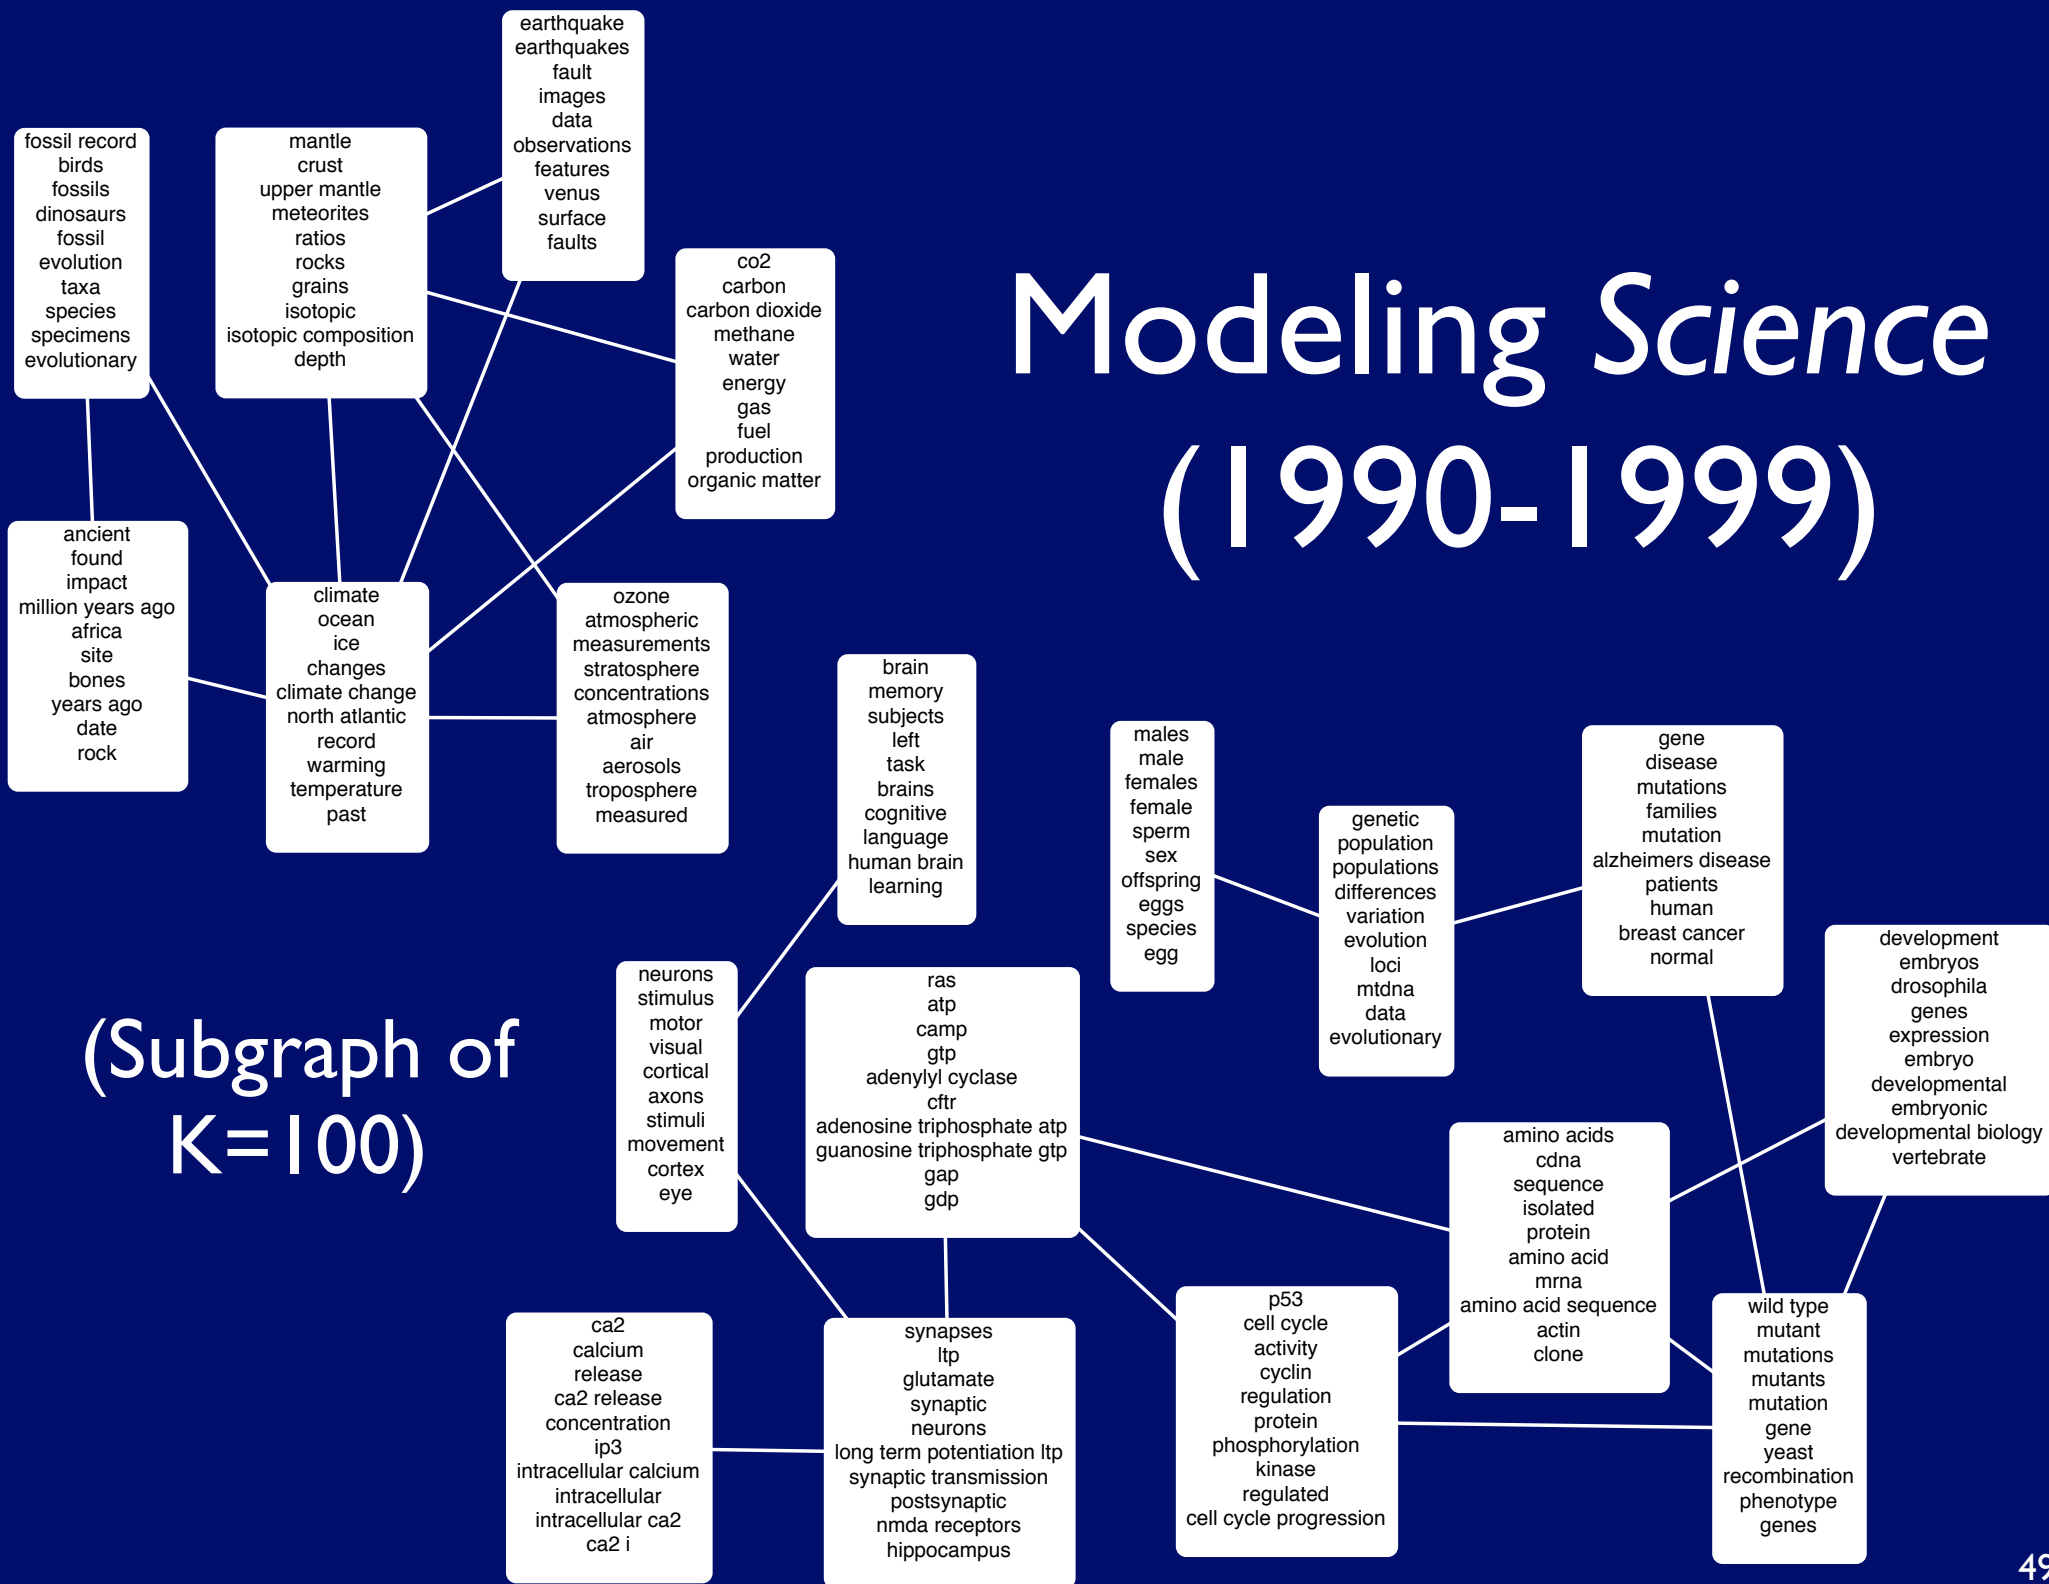 earthquake
earthquakes
fault
images
data
observations
features
venus
surface
faults
fossil record
birds
fossils
dinosaurs
fossil
evolution
taxa
species
specimens
evolutionary
mantle
crust
upper mantle
meteorites
ratios
rocks
grains
isotopic
isotopic composition
depth
co2
carbon
carbon dioxide
methane
water
energy
gas
fuel
production
organic matter
Modeling Science
(1990-1999)
ancient
found
impact
million years ago
africa
site
bones
years ago
date
rock
climate
ocean
ice
changes
climate change
north atlantic
record
warming
temperature
past
ozone
atmospheric
measurements
stratosphere
concentrations
atmosphere
air
aerosols
troposphere
measured
brain
memory
subjects
left
task
brains
cognitive
language
human brain
learning
males
male
females
female
sperm
sex
offspring
eggs
species
egg
genetic
population
populations
differences
variation
evolution
loci
mtdna
data
evolutionary
gene
disease
mutations
families
mutation
alzheimers disease
patients
human
breast cancer
normal
development
embryos
drosophila
genes
expression
embryo
developmental
embryonic
developmental biology
vertebrate
(Subgraph of
K=100)
neurons
stimulus
motor
visual
cortical
axons
stimuli
movement
cortex
eye
ras
atp
camp
gtp
adenylyl cyclase
cftr
adenosine triphosphate atp
guanosine triphosphate gtp
gap
gdp
amino acids
cdna
sequence
isolated
protein
amino acid
mrna
amino acid sequence
actin
clone
ca2
calcium
release
ca2 release
concentration
ip3
intracellular calcium
intracellular
intracellular ca2
ca2 i
synapses
ltp
glutamate
synaptic
neurons
long term potentiation ltp
synaptic transmission
postsynaptic
nmda receptors
hippocampus
p53
cell cycle
activity
cyclin
regulation
protein
phosphorylation
kinase
regulated
cell cycle progression
wild type
mutant
mutations
mutants
mutation
gene
yeast
recombination
phenotype
genes
49